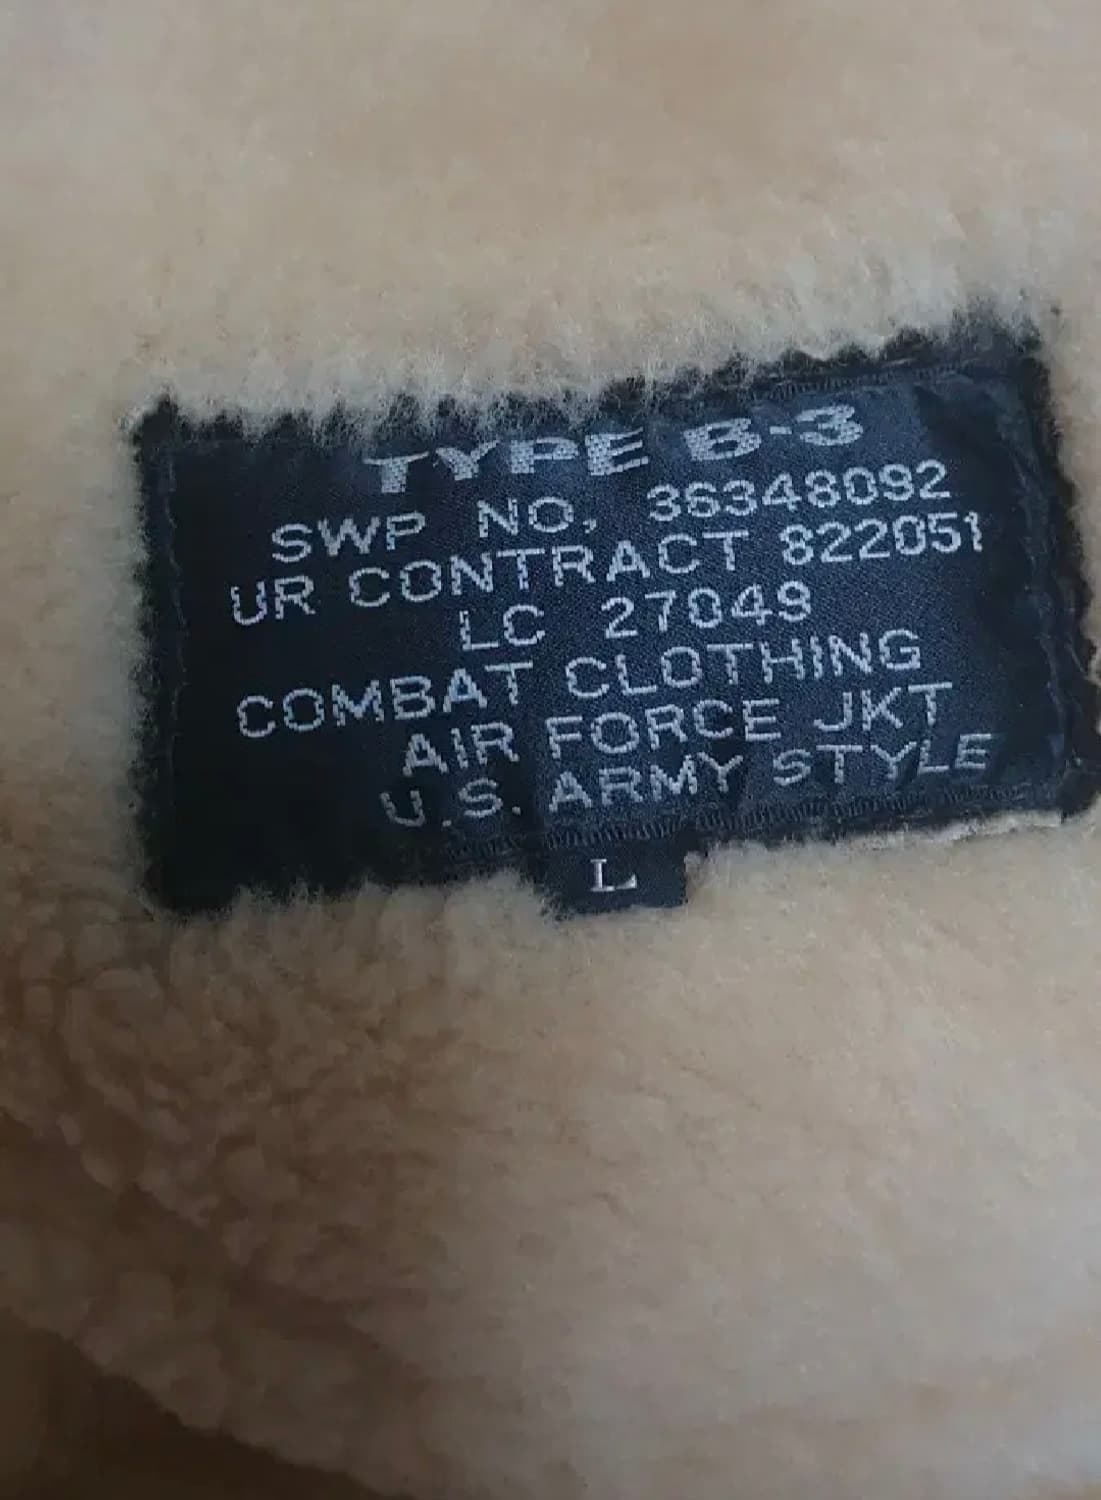 TYPE B-3
SWP NO, 36348092
UR CONTRACT 822051
LC 27049
COMBAT CLOTHING
AIR FORCE JKT
U.S. ARMY STYLE
L